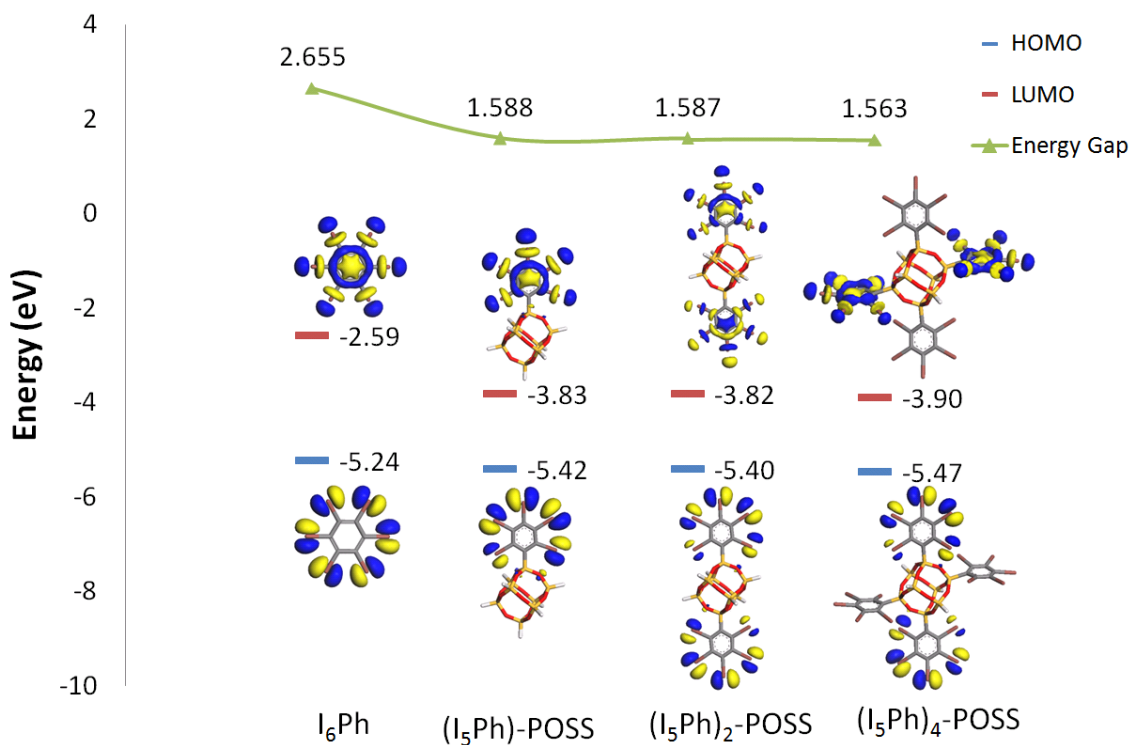 4
2
0
-2
-4
-6
-8
-10
Energy (eV)
HOMO
LUMO
Energy Gap
2.655
1.588
1.587
1.563
-2.59
-3.83
-3.82
-3.90
-5.24
-5.42
-5.40
-5.47
I₆Ph
(I₅Ph)-POSS
(I₅Ph)₂-POSS
(I₅Ph)₄-POSS